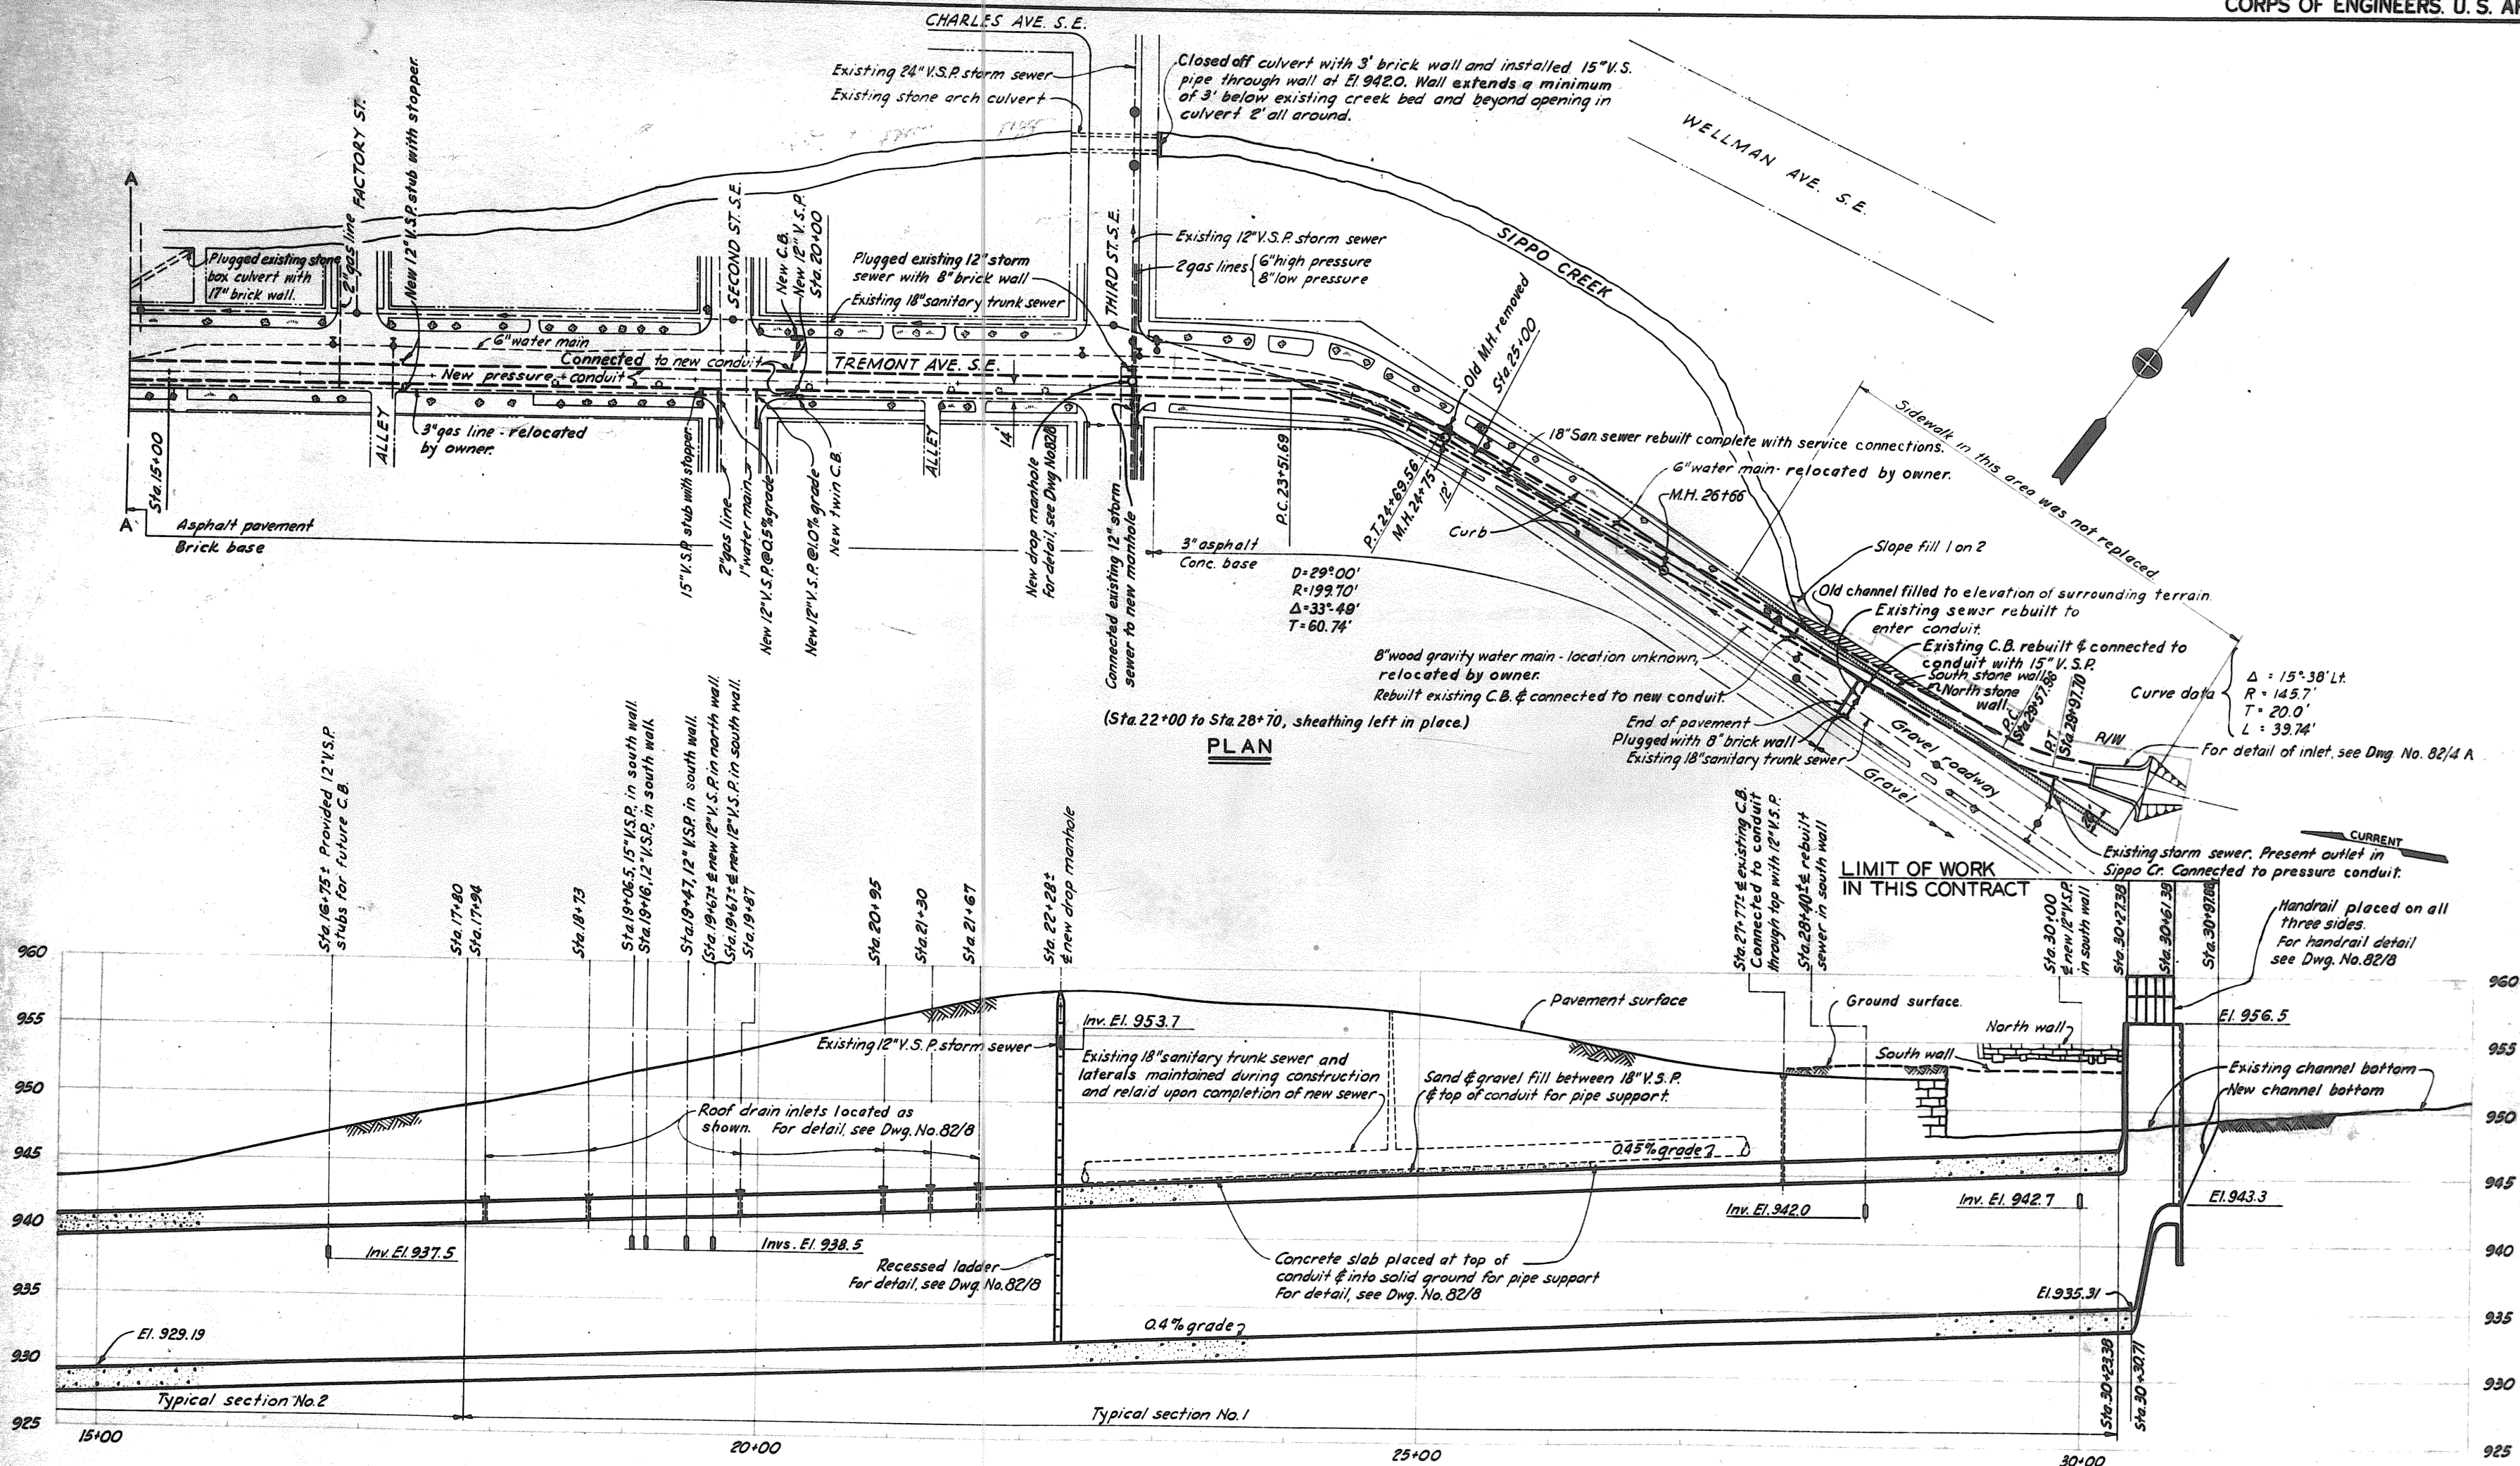 CORPS OF ENGINEERS. U. S. AR
CHARLES AVE. S.E.
Existing 24" V.S.P. storm sewer
Existing stone arch culvert
Closed off culvert with 3' brick wall and installed 15" V.S.
pipe through wall at El. 942.0. Wall extends a minimum
of 3' below existing creek bed and beyond opening in
culvert 2' all around.
WELLMAN AVE. S.E.
SIPPO CREEK
A
Plugged existing stone
box culvert with
17" brick wall.
2" gas line
FACTORY ST.
New 12" V.S.P. stub with stopper.
SECOND ST. S.E.
New C.B.
New 12" V.S.P.
Sta. 20+00
Plugged existing 12" storm
sewer with 8" brick wall
Existing 18" sanitary trunk sewer
THIRD ST. S.E.
Existing 12" V.S.P. storm sewer
2 gas lines { 6" high pressure
8" low pressure
6" water main
Connected to new conduit
New pressure conduit
TREMONT AVE. S.E.
Old M.H. removed
Sta. 25+00
Sidewalk in this area was not replaced.
ALLEY
3" gas line - relocated
by owner.
ALLEY
14'
Sta. 15+00
A
Asphalt pavement
Brick base
15" V.S.P. stub with stopper.
2" gas line
1" water main
New 12" V.S.P. @ 0.5% grade
New 12" V.S.P. @ 1.0% grade
New twin C.B.
New drop manhole
For detail, see Dwg No 82/8
Connected existing 12" storm
sewer to new manhole
3" asphalt
Conc. base
P.C. 23+51.69
D=29°00'
R=199.70'
Δ=33°-49'
T=60.74'
P.T. 24+69.56
M.H. 24+75
12'
18" San. sewer rebuilt complete with service connections.
6" water main - relocated by owner.
M.H. 26+66
Curb
Slope fill 1 on 2
Old channel filled to elevation of surrounding terrain.
Existing sewer rebuilt to
enter conduit.
Existing C.B. rebuilt & connected to
conduit with 15" V.S.P.
South stone wall
North stone
wall
8" wood gravity water main - location unknown,
relocated by owner.
Rebuilt existing C.B. & connected to new conduit.
End of pavement
Plugged with 8" brick wall
Existing 18" sanitary trunk sewer
Gravel roadway
Gravel
P.C.
Sta 29+57.96
P.T.
Sta 29+97.70
R/W
Curve data {
Δ = 15°-38' Lt.
R = 145.7'
T = 20.0'
L = 39.74'
For detail of inlet, see Dwg. No. 82/4 A
CURRENT
Existing storm sewer. Present outlet in
Sippo Cr. Connected to pressure conduit.
(Sta. 22+00 to Sta. 28+70, sheathing left in place.)
PLAN
LIMIT OF WORK
IN THIS CONTRACT
Sta. 16+75± Provided 12" V.S.P.
stubs for future C.B.
Sta. 17+80
Sta. 17+94
Sta. 18+73
Sta. 19+06.5, 15" V.S.P., in south wall.
Sta. 19+16, 12" V.S.P., in south wall.
Sta. 19+47, 12" V.S.P. in south wall.
Sta. 19+67± ⅊ new 12" V.S.P. in north wall.
Sta. 19+67± ⅊ new 12" V.S.P. in south wall.
Sta. 19+87
Sta. 20+95
Sta. 21+30
Sta. 21+67
Sta. 22+28±
⅊ new drop manhole
Sta. 27+77± ⅊ existing C.B.
Connected to conduit
through top with 12" V.S.P.
Sta. 28+40± ⅊ rebuilt
sewer in south wall
Sta. 30+00
⅊ new 12" V.S.P.
in south wall
Sta. 30+27.38
Sta. 30+61.38
Handrail placed on all
three sides.
For handrail detail
see Dwg. No. 82/8
960
955
950
945
940
935
930
925
Inv. El. 953.7
Existing 12" V.S.P. storm sewer
Pavement surface
Ground surface.
North wall
South wall
El. 956.5
Existing channel bottom
New channel bottom
Existing 18" sanitary trunk sewer and
laterals maintained during construction
and relaid upon completion of new sewer
Sand & gravel fill between 18" V.S.P.
& top of conduit for pipe support.
Roof drain inlets located as
shown. For detail, see Dwg. No. 82/8
0.45% grade
Inv. El. 937.5
Invs. El. 938.5
Inv. El. 942.0
Inv. El. 942.7
El. 943.3
Recessed ladder
For detail, see Dwg. No. 82/8
Concrete slab placed at top of
conduit & into solid ground for pipe support
For detail, see Dwg. No. 82/8
El. 935.31
El. 929.19
0.4% grade
Sta. 30+23.38
Sta. 30+30.71
Typical section No. 2
Typical section No. 1
15+00
20+00
25+00
30+00
960
955
950
945
940
935
930
925